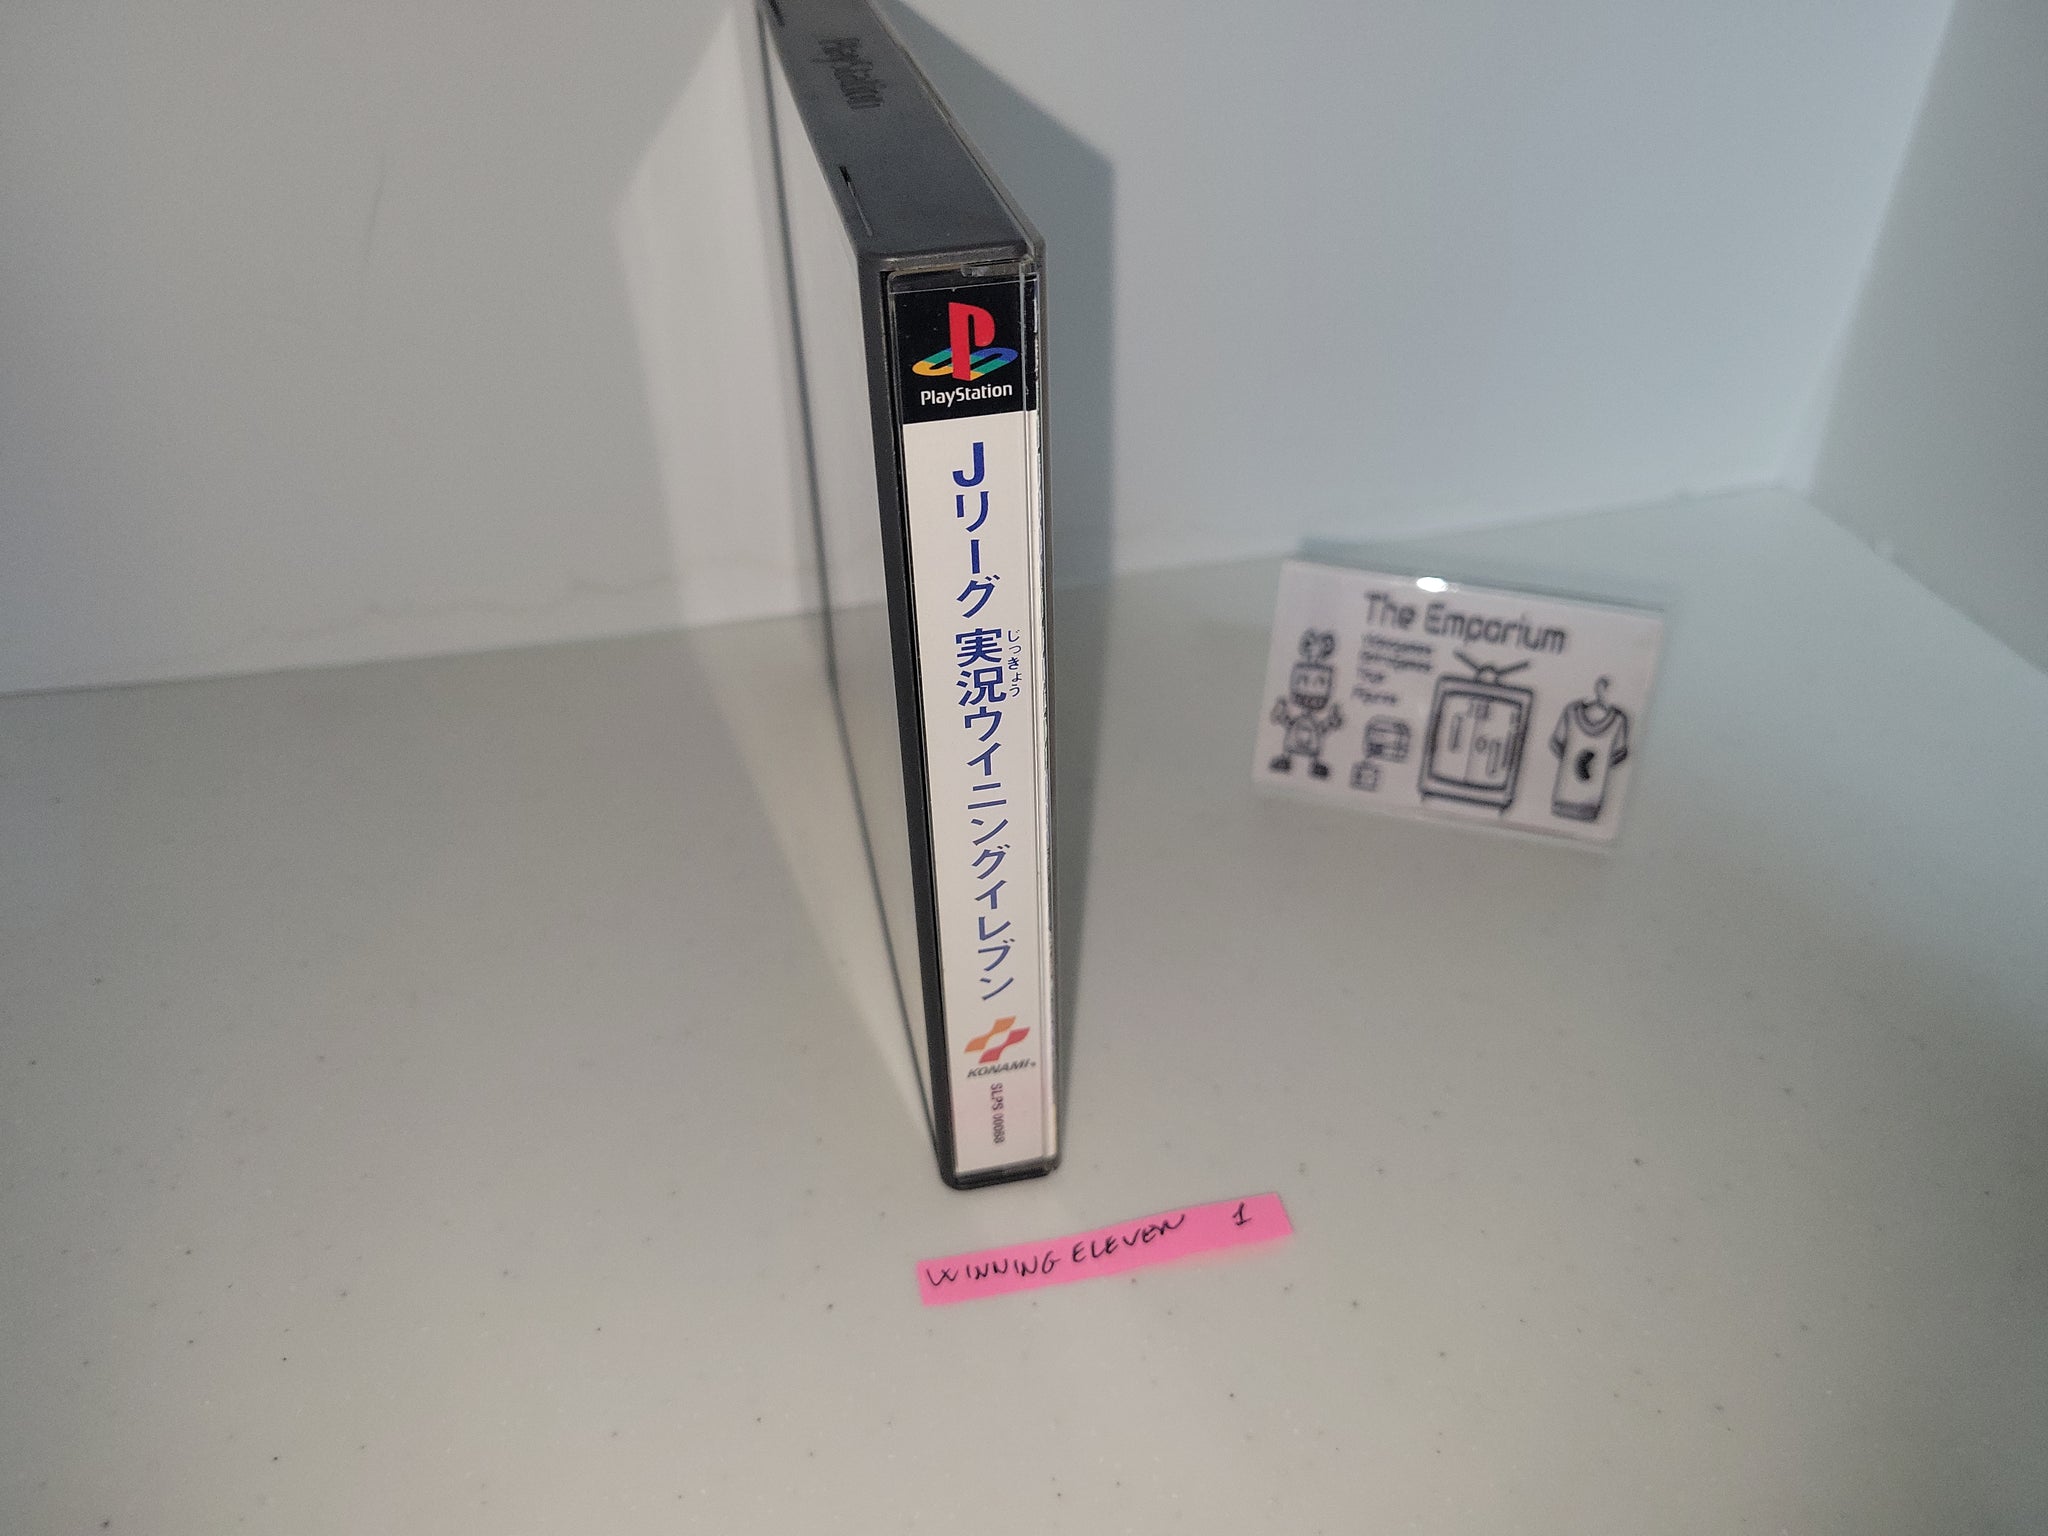 PlayStation
PlayStation
Jリーグ 実況ウイニングイレブン
じっきょう
KONAMI
SLPS 00068
The Emporium
WINNING ELEVEN 1